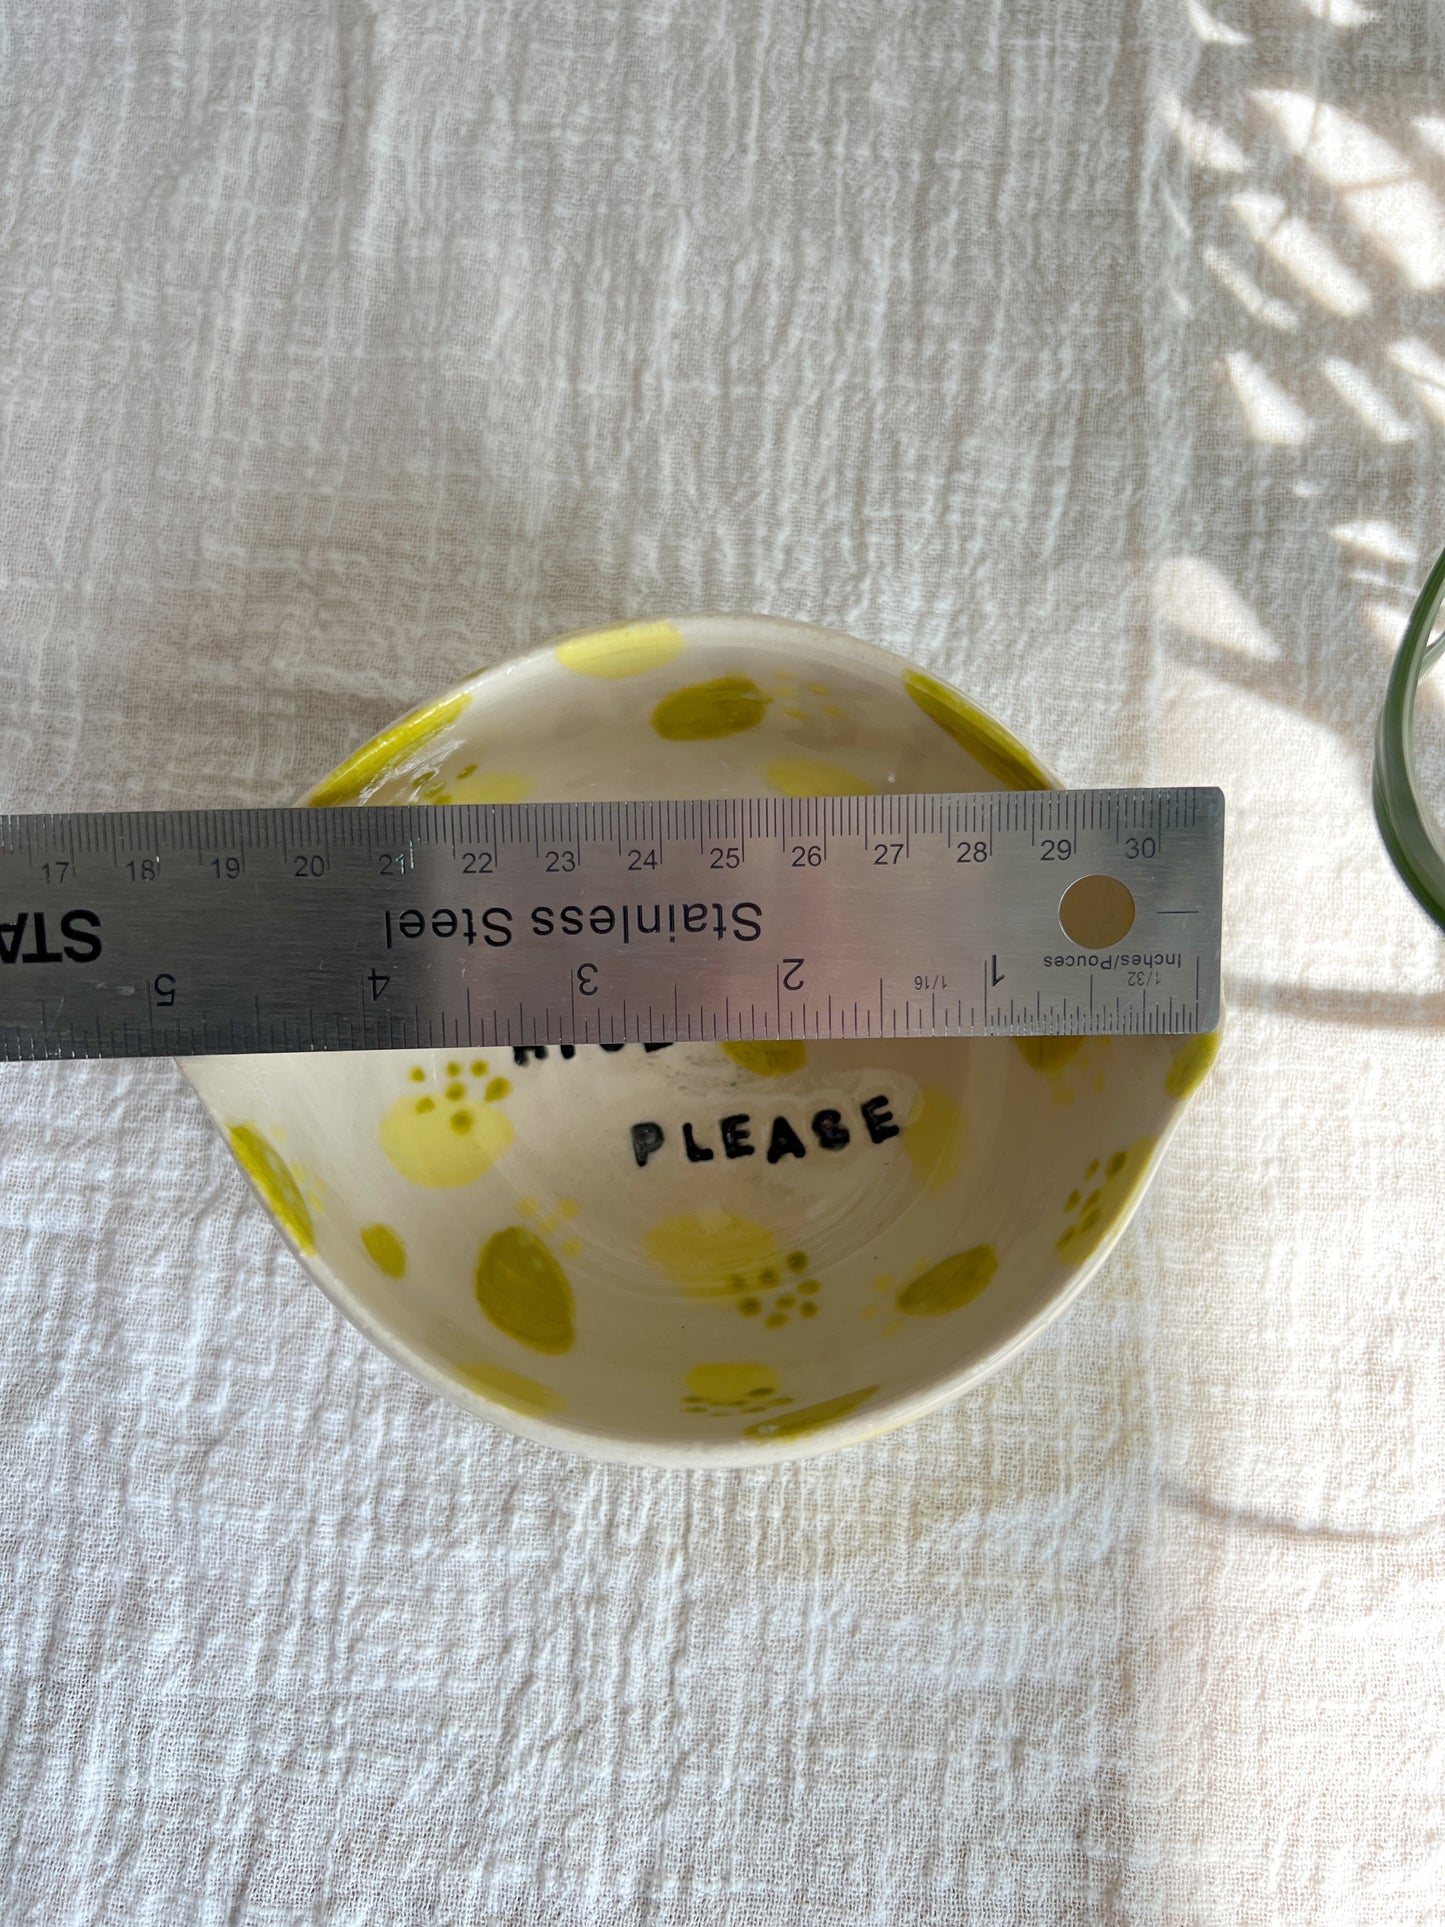 17 18 19 20 21 22 23 24 25 26 27 28 29 30
Stainless Steel
STA
Inches/Pouces
1/32
1/16
1 2 3 4 5
PLEASE